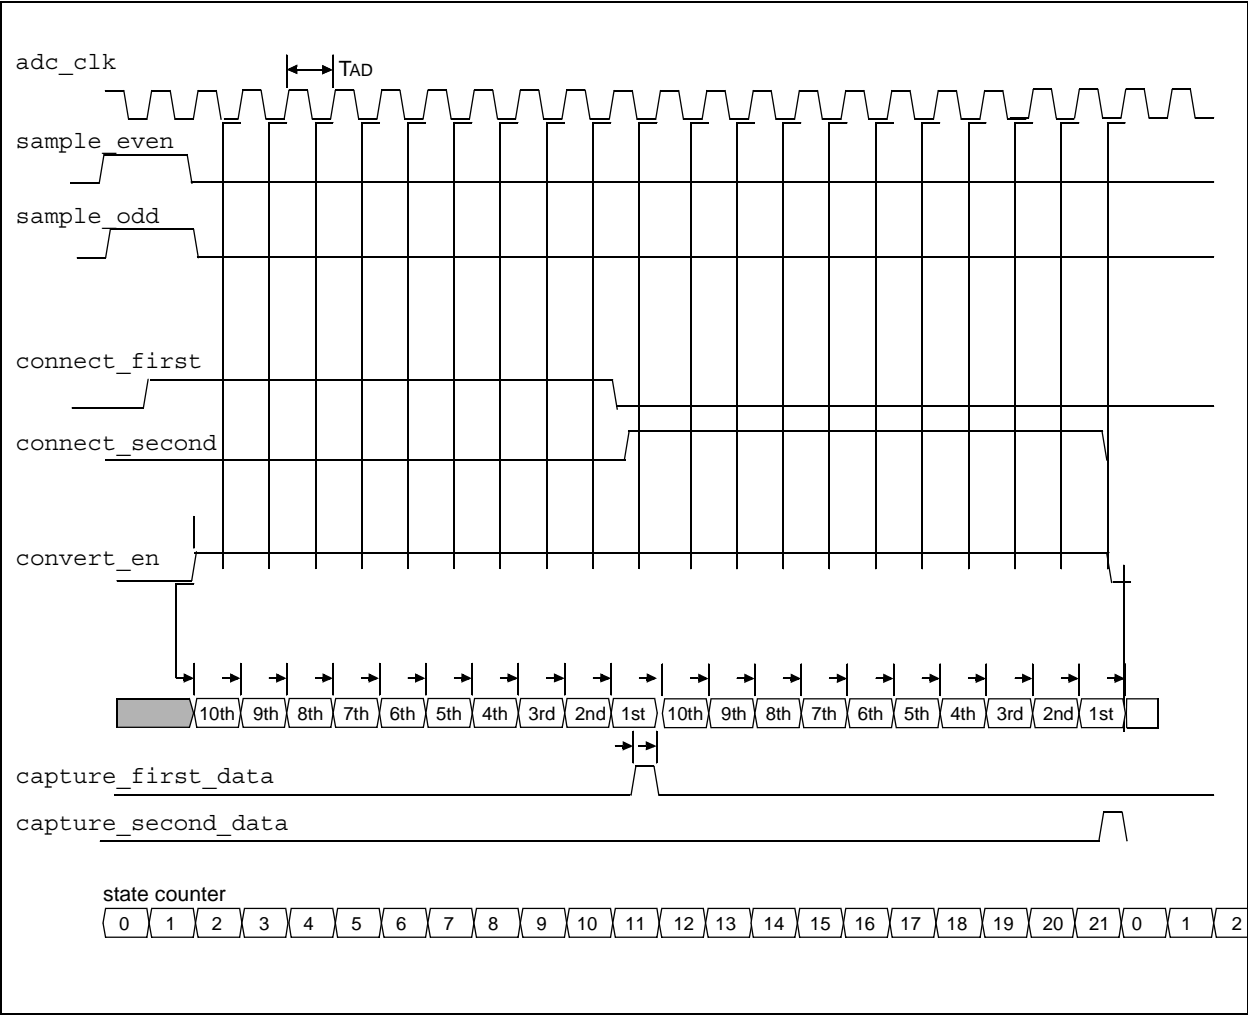 adc_clk
TAD
sample_even
sample_odd
connect_first
connect_second
convert_en
10th 9th 8th 7th 6th 5th 4th 3rd 2nd 1st 10th 9th 8th 7th 6th 5th 4th 3rd 2nd 1st
capture_first_data
capture_second_data
state counter
0 1 2 3 4 5 6 7 8 9 10 11 12 13 14 15 16 17 18 19 20 21 0 1 2